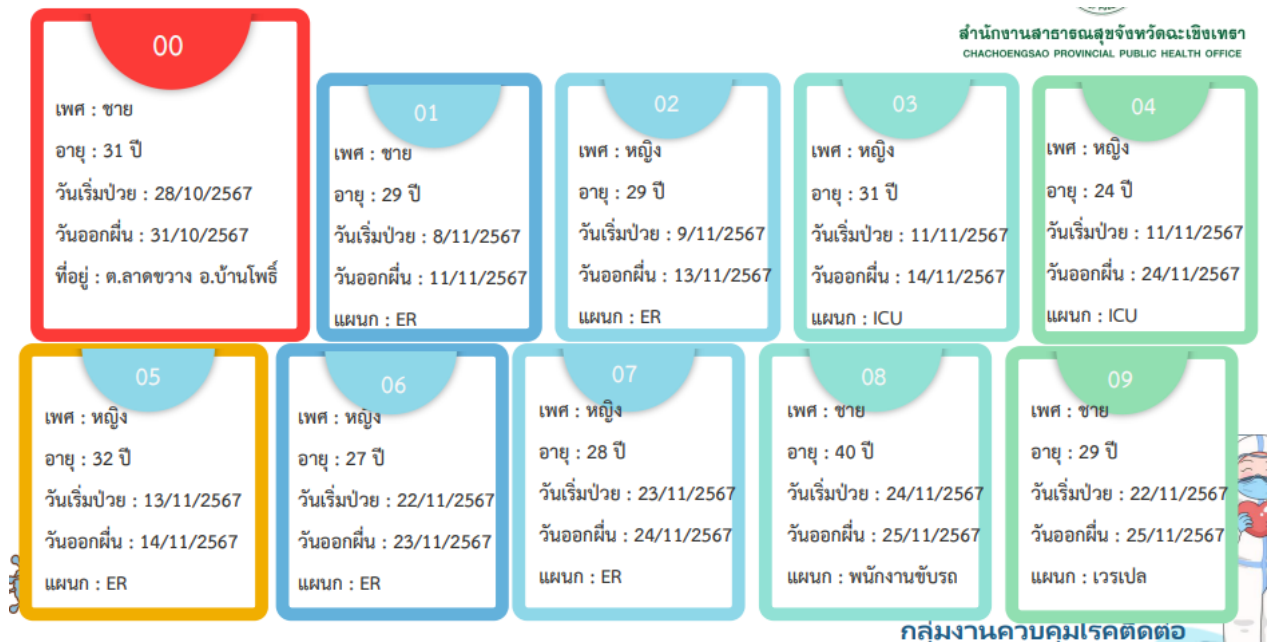 สำนักงานสาธารณสุขจังหวัดฉะเชิงเทรา
CHACHOENGSAO PROVINCIAL PUBLIC HEALTH OFFICE
00
เพศ : ชาย
อายุ : 31 ปี
วันเริ่มป่วย : 28/10/2567
วันออกผื่น : 31/10/2567
ที่อยู่ : ต.ลาดขวาง อ.บ้านโพธิ์
01
เพศ : ชาย
อายุ : 29 ปี
วันเริ่มป่วย : 8/11/2567
วันออกผื่น : 11/11/2567
แผนก : ER
02
เพศ : หญิง
อายุ : 29 ปี
วันเริ่มป่วย : 9/11/2567
วันออกผื่น : 13/11/2567
แผนก : ER
03
เพศ : หญิง
อายุ : 31 ปี
วันเริ่มป่วย : 11/11/2567
วันออกผื่น : 14/11/2567
แผนก : ICU
04
เพศ : หญิง
อายุ : 24 ปี
วันเริ่มป่วย : 11/11/2567
วันออกผื่น : 24/11/2567
แผนก : ICU
05
เพศ : หญิง
อายุ : 32 ปี
วันเริ่มป่วย : 13/11/2567
วันออกผื่น : 14/11/2567
แผนก : ER
06
เพศ : หญิง
อายุ : 27 ปี
วันเริ่มป่วย : 22/11/2567
วันออกผื่น : 23/11/2567
แผนก : ER
07
เพศ : หญิง
อายุ : 28 ปี
วันเริ่มป่วย : 23/11/2567
วันออกผื่น : 24/11/2567
แผนก : ER
08
เพศ : ชาย
อายุ : 40 ปี
วันเริ่มป่วย : 24/11/2567
วันออกผื่น : 25/11/2567
แผนก : พนักงานขับรถ
09
เพศ : ชาย
อายุ : 29 ปี
วันเริ่มป่วย : 22/11/2567
วันออกผื่น : 25/11/2567
แผนก : เวรเปล
กลุ่มงานควบคุมโรคติดต่อ